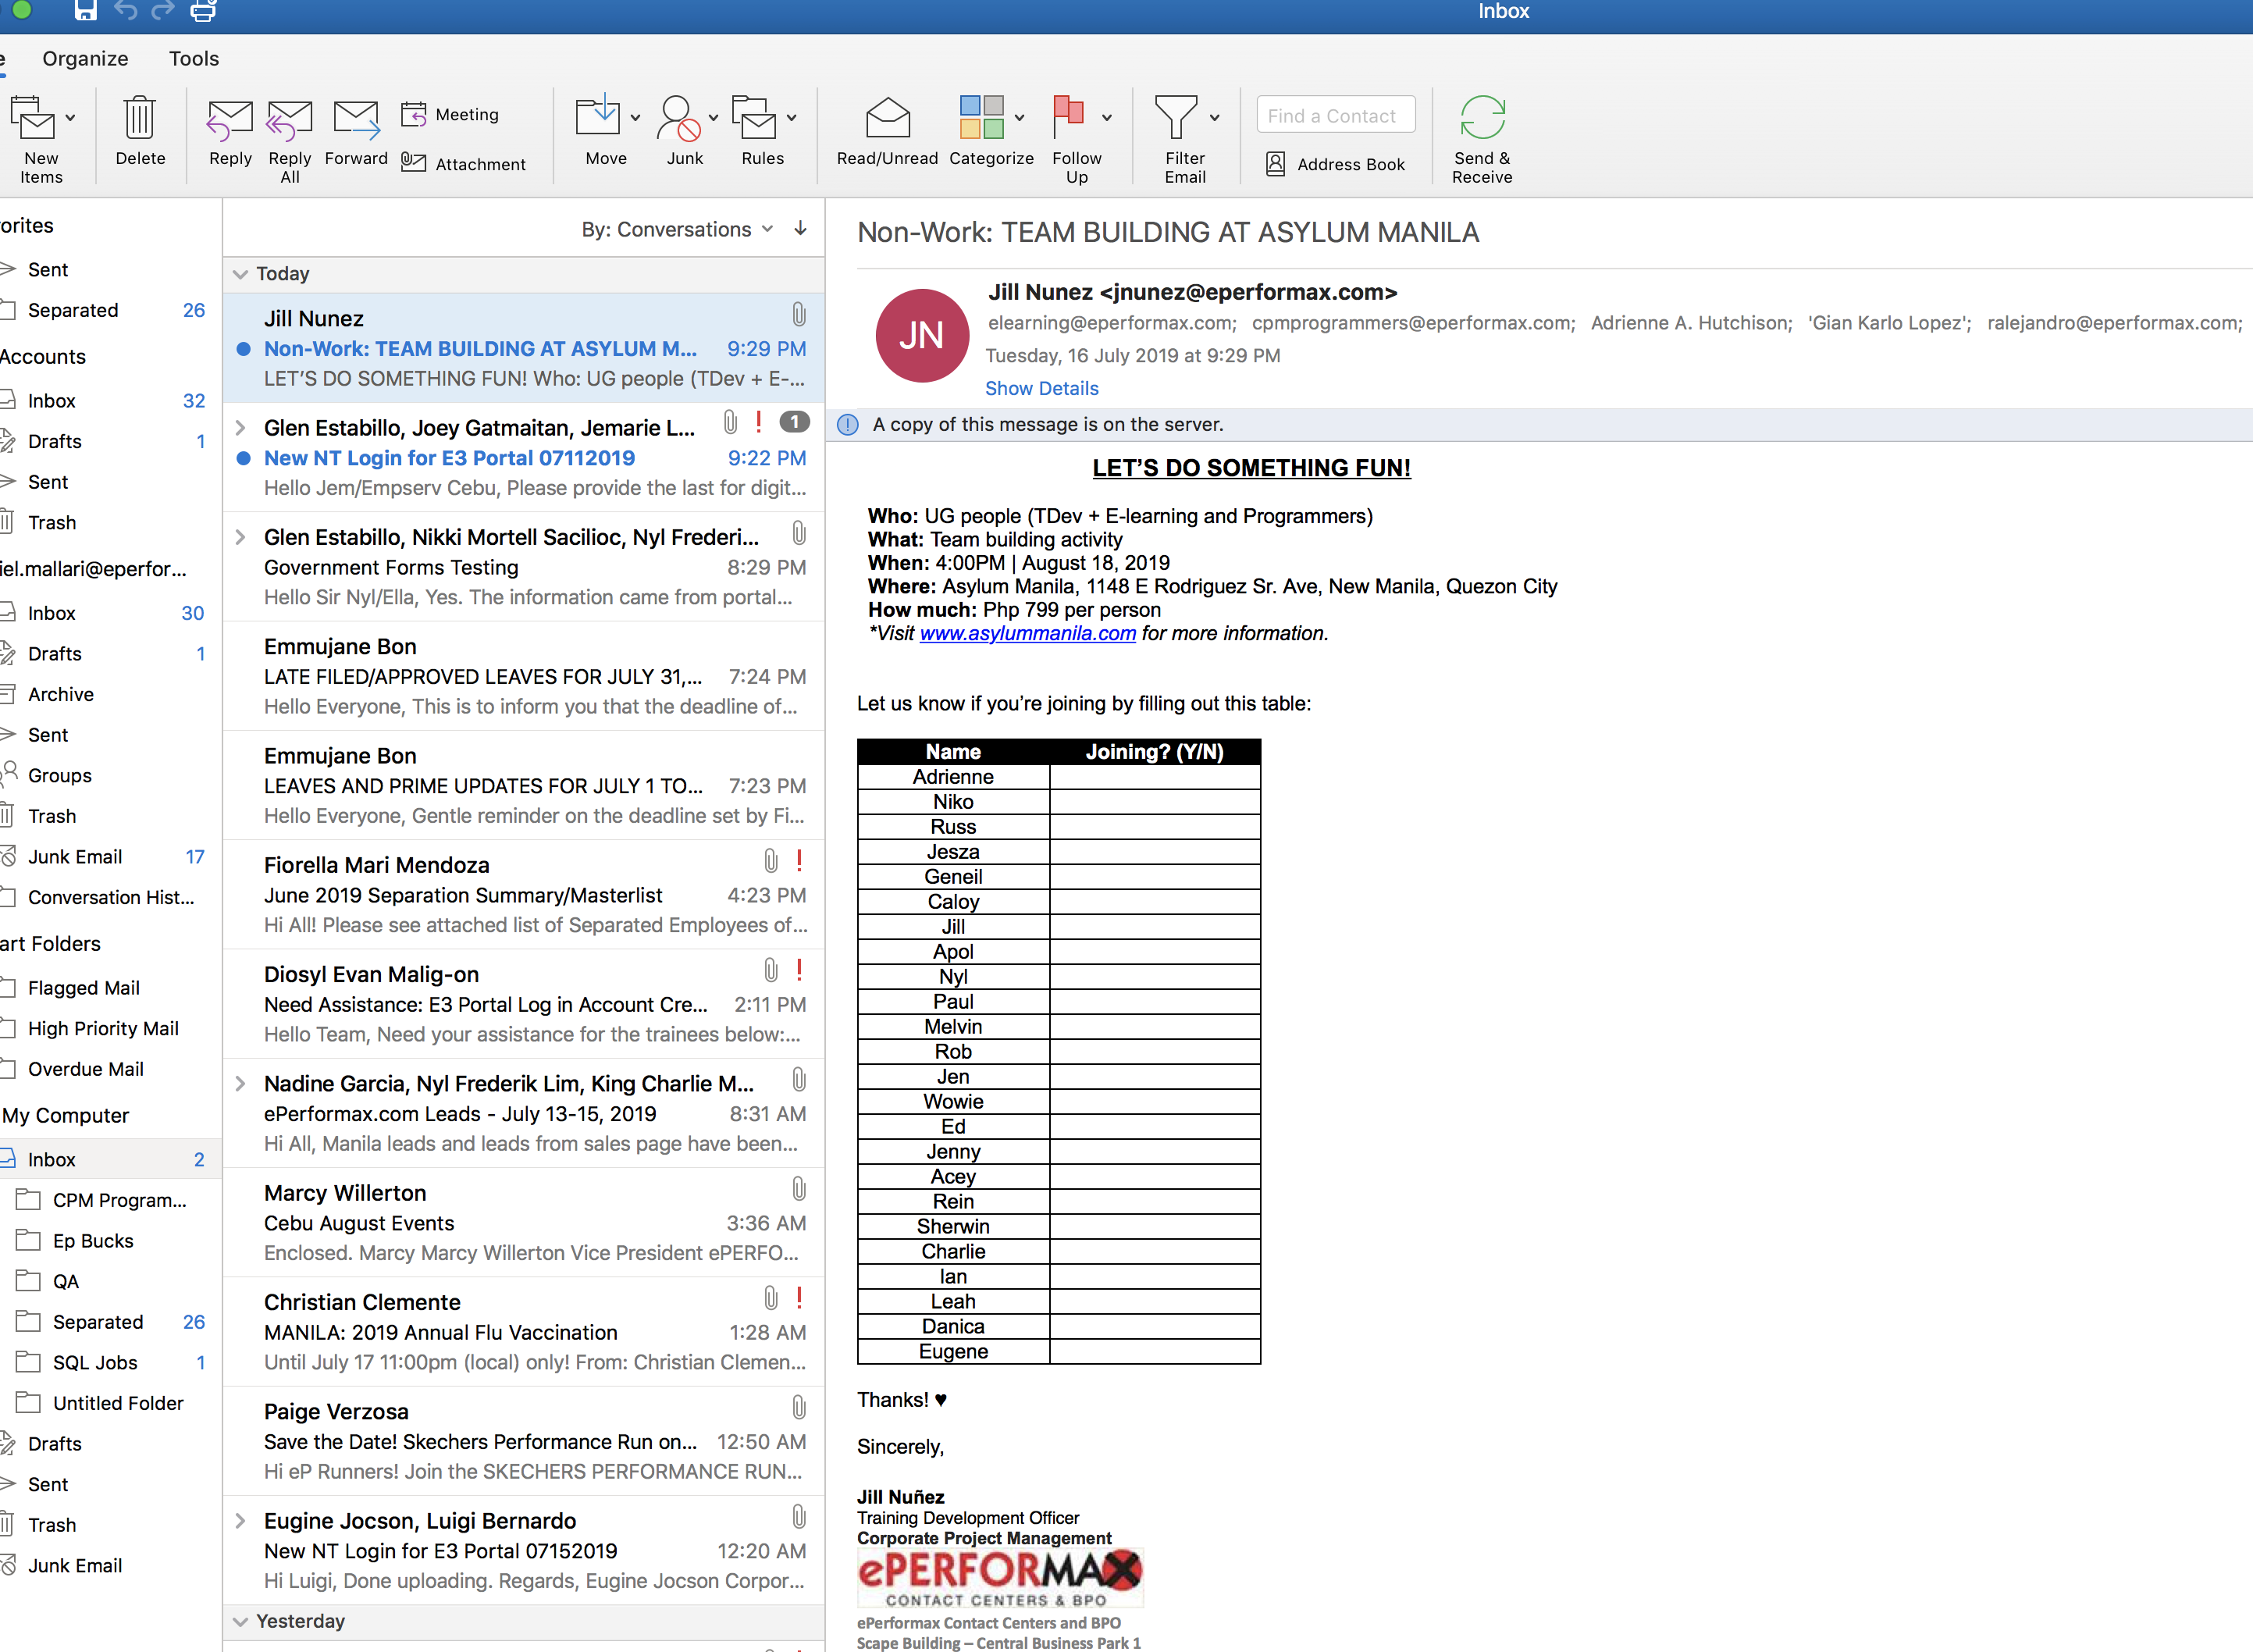 Inbox
Organize
Tools
New Items
Delete
Reply
Reply All
Forward
Meeting
Attachment
Move
Junk
Rules
Read/Unread
Categorize
Follow Up
Filter Email
Find a Contact
Address Book
Send & Receive
orites
Sent
Separated 26
Accounts
Inbox 32
Drafts 1
Sent
Trash
iel.mallari@eperfor...
Inbox 30
Drafts 1
Archive
Sent
Groups
Trash
Junk Email 17
Conversation Hist...
art Folders
Flagged Mail
High Priority Mail
Overdue Mail
My Computer
Inbox 2
CPM Program...
Ep Bucks
QA
Separated 26
SQL Jobs 1
Untitled Folder
Drafts
Sent
Trash
Junk Email
By: Conversations
Today
Jill Nunez
Non-Work: TEAM BUILDING AT ASYLUM M... 9:29 PM
LET'S DO SOMETHING FUN! Who: UG people (TDev + E-...
Glen Estabillo, Joey Gatmaitan, Jemarie L... 1
New NT Login for E3 Portal 07112019 9:22 PM
Hello Jem/Empserv Cebu, Please provide the last for digit...
Glen Estabillo, Nikki Mortell Sacilioc, Nyl Frederi...
Government Forms Testing 8:29 PM
Hello Sir Nyl/Ella, Yes. The information came from portal...
Emmujane Bon
LATE FILED/APPROVED LEAVES FOR JULY 31,... 7:24 PM
Hello Everyone, This is to inform you that the deadline of...
Emmujane Bon
LEAVES AND PRIME UPDATES FOR JULY 1 TO... 7:23 PM
Hello Everyone, Gentle reminder on the deadline set by Fi...
Fiorella Mari Mendoza
June 2019 Separation Summary/Masterlist 4:23 PM
Hi All! Please see attached list of Separated Employees of...
Diosyl Evan Malig-on
Need Assistance: E3 Portal Log in Account Cre... 2:11 PM
Hello Team, Need your assistance for the trainees below:...
Nadine Garcia, Nyl Frederik Lim, King Charlie M...
ePerformax.com Leads - July 13-15, 2019 8:31 AM
Hi All, Manila leads and leads from sales page have been...
Marcy Willerton
Cebu August Events 3:36 AM
Enclosed. Marcy Marcy Willerton Vice President ePERFO...
Christian Clemente
MANILA: 2019 Annual Flu Vaccination 1:28 AM
Until July 17 11:00pm (local) only! From: Christian Clemen...
Paige Verzosa
Save the Date! Skechers Performance Run on... 12:50 AM
Hi eP Runners! Join the SKECHERS PERFORMANCE RUN...
Eugine Jocson, Luigi Bernardo
New NT Login for E3 Portal 07152019 12:20 AM
Hi Luigi, Done uploading. Regards, Eugine Jocson Corpor...
Yesterday
Non-Work: TEAM BUILDING AT ASYLUM MANILA
JN
Jill Nunez <jnunez@eperformax.com>
elearning@eperformax.com; cpmprogrammers@eperformax.com; Adrienne A. Hutchison; 'Gian Karlo Lopez'; ralejandro@eperformax.com;
Tuesday, 16 July 2019 at 9:29 PM
Show Details
A copy of this message is on the server.
LET'S DO SOMETHING FUN!
Who: UG people (TDev + E-learning and Programmers)
What: Team building activity
When: 4:00PM | August 18, 2019
Where: Asylum Manila, 1148 E Rodriguez Sr. Ave, New Manila, Quezon City
How much: Php 799 per person
*Visit www.asylummanila.com for more information.
Let us know if you're joining by filling out this table:
Name Joining? (Y/N)
Adrienne
Niko
Russ
Jesza
Geneil
Caloy
Jill
Apol
Nyl
Paul
Melvin
Rob
Jen
Wowie
Ed
Jenny
Acey
Rein
Sherwin
Charlie
Ian
Leah
Danica
Eugene
Thanks! ♥
Sincerely,
Jill Nuñez
Training Development Officer
Corporate Project Management
ePERFORMAX
CONTACT CENTERS & BPO
ePerformax Contact Centers and BPO
Scape Building – Central Business Park 1